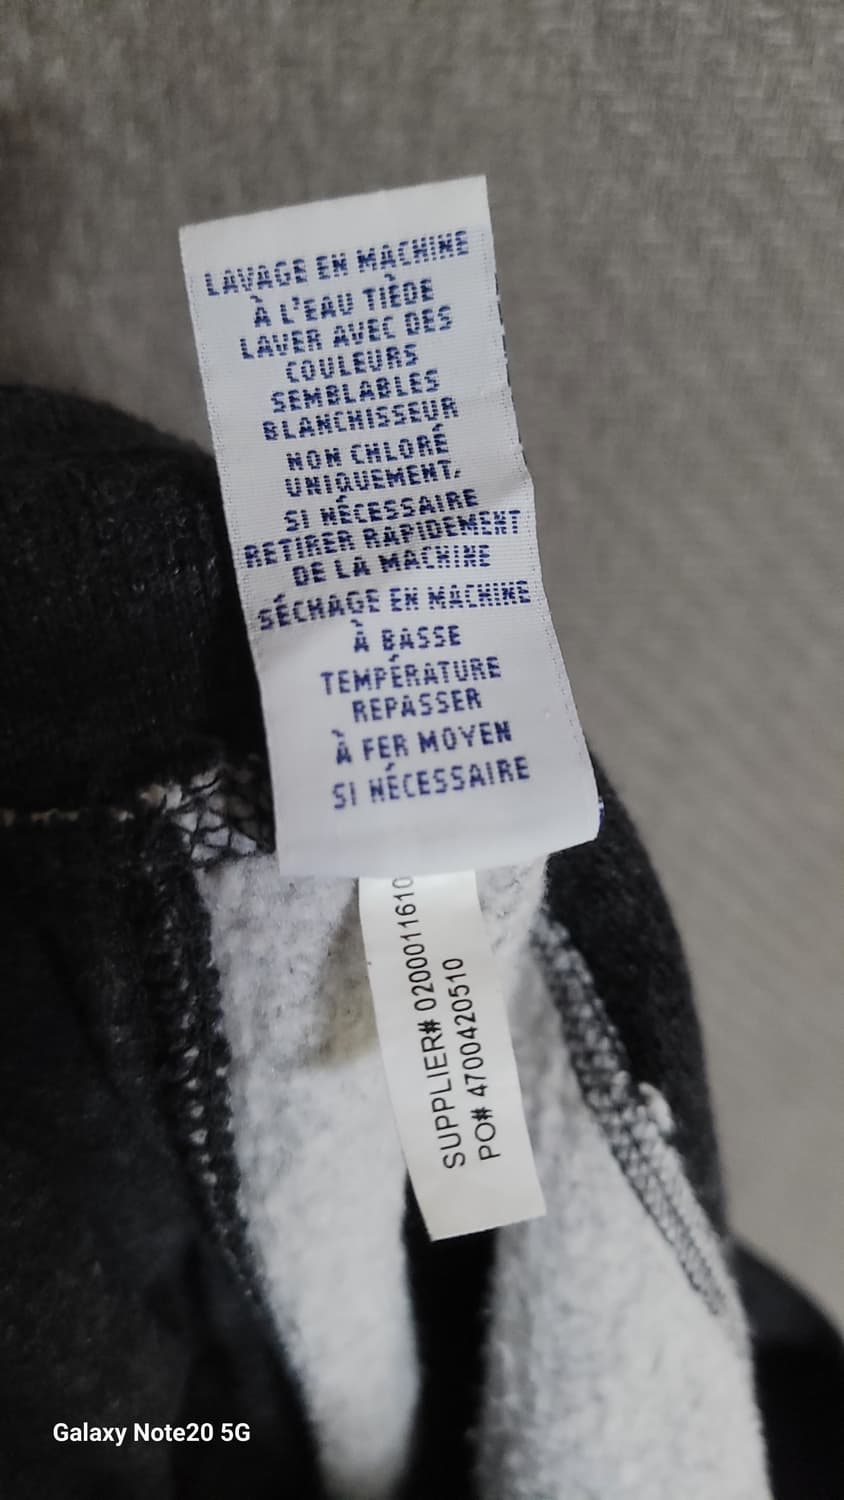 LAVAGE EN MACHINE
À L'EAU TIÈDE
LAVER AVEC DES
COULEURS
SEMBLABLES
BLANCHISSEUR
NON CHLORÉ
UNIQUEMENT,
SI NÉCESSAIRE
RETIRER RAPIDEMENT
DE LA MACHINE
SÉCHAGE EN MACHINE
À BASSE
TEMPÉRATURE
REPASSER
À FER MOYEN
SI NÉCESSAIRE
SUPPLIER# 0200011610
PO# 4700420510
Galaxy Note20 5G